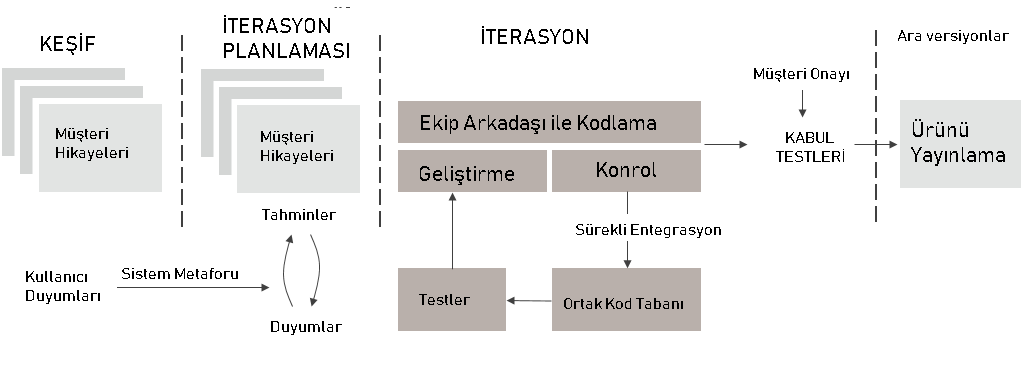 KEŞİF
Müşteri
Hikayeleri
Kullanıcı
Duyumları
Sistem Metaforu
İTERASYON
PLANLAMASI
Müşteri
Hikayeleri
Tahminler
Duyumlar
İTERASYON
Ekip Arkadaşı ile Kodlama
Geliştirme
Konrol
Sürekli Entegrasyon
Testler
Ortak Kod Tabanı
Müşteri Onayı
KABUL
TESTLERİ
Ara versiyonlar
Ürünü
Yayınlama